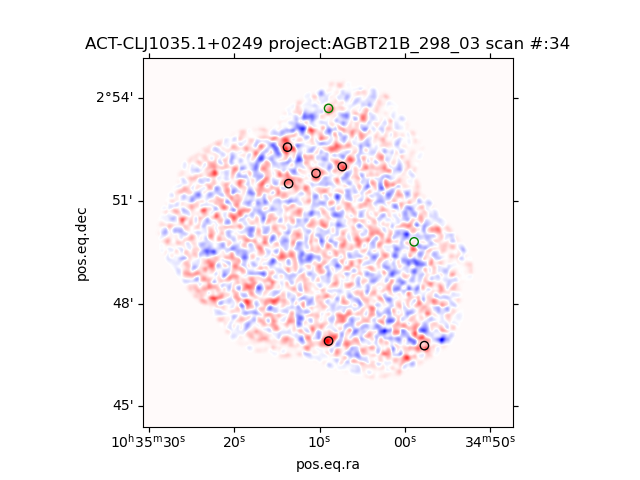 ACT-CLJ1035.1+0249 project:AGBT21B_298_03 scan #:34
2°54'
51'
48'
45'
pos.eq.dec
10ʰ35ᵐ30ˢ 20ˢ 10ˢ 00ˢ 34ᵐ50ˢ
pos.eq.ra